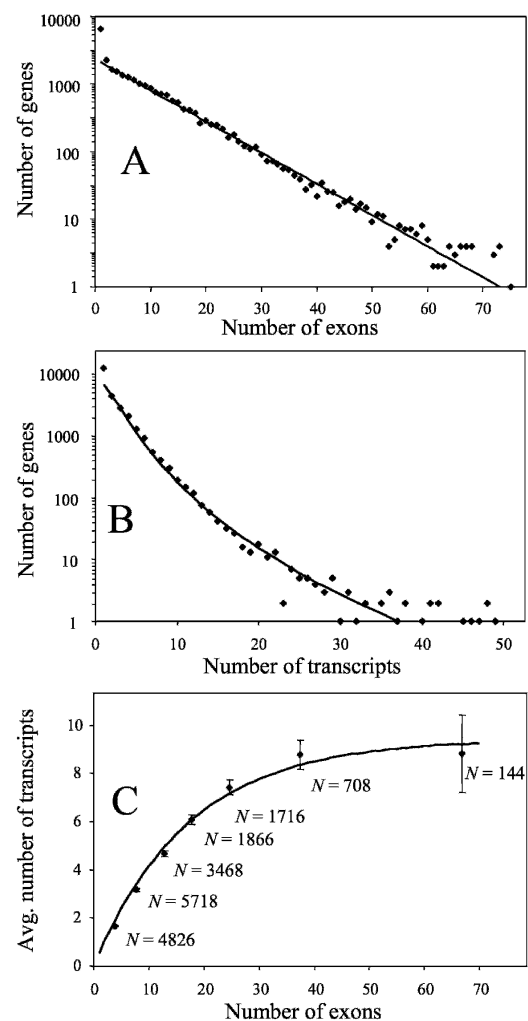 10000
1000
100
10
1
Number of genes
A
0 10 20 30 40 50 60 70
Number of exons
10000
1000
100
10
1
Number of genes
B
0 10 20 30 40 50
Number of transcripts
10
8
6
4
2
0
Avg. number of transcripts
C
N = 144
N = 708
N = 1716
N = 1866
N = 3468
N = 5718
N = 4826
0 10 20 30 40 50 60 70
Number of exons